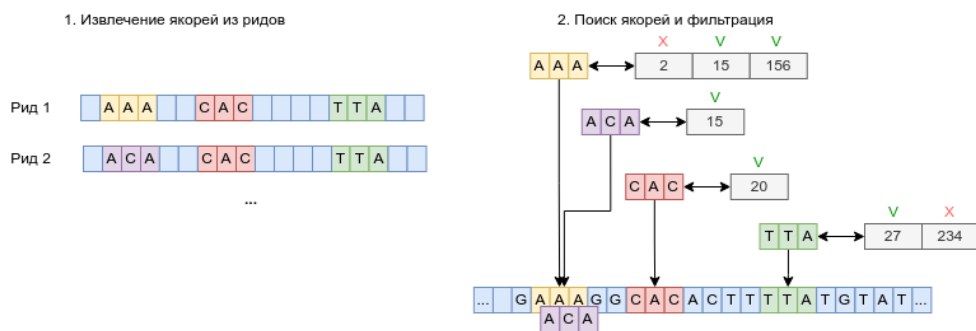 1. Извлечение якорей из ридов
Рид 1
A A A C A C T T A
Рид 2
A C A C A C T T A
...
2. Поиск якорей и фильтрация
X V V
A A A 2 15 156
V
A C A 15
V
C A C 20
V X
T T A 27 234
... G A A A G G C A C A C T T T T A T G T A T ...
A C A